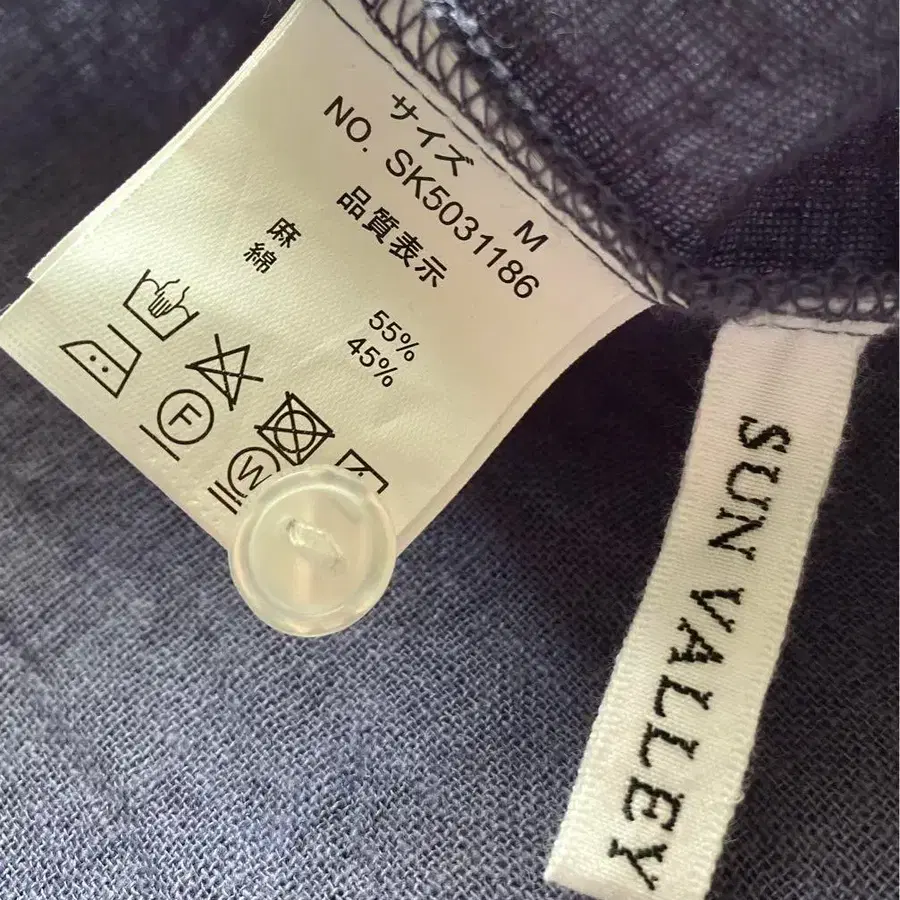 サイズ M
NO. SK5031186
品質表示
麻 55%
綿 45%
F
W
SUN VALLEY